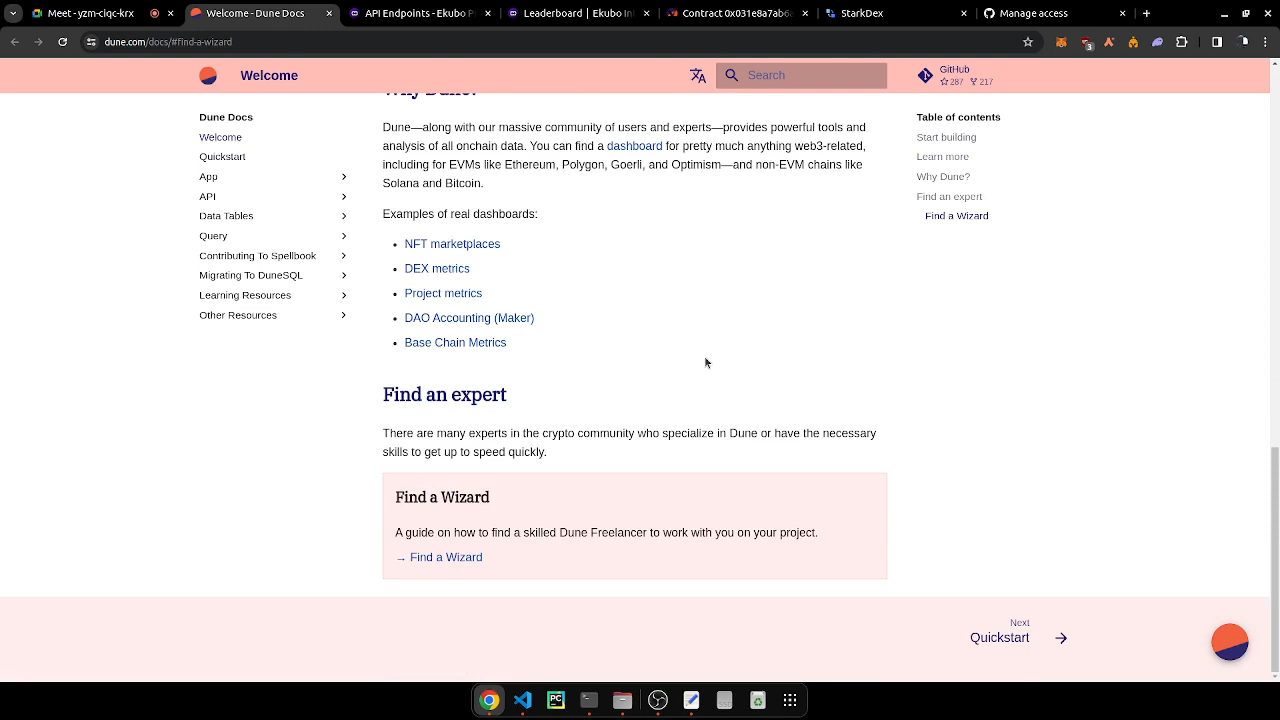 Meet - yzm-ciqc-krx
Welcome - Dune Docs
API Endpoints - Ekubo P
Leaderboard | Ekubo In
Contract 0x031e8a7ab6
StarkDex
Manage access
dune.com/docs/#find-a-wizard
3
Welcome
Search
GitHub
287 217
Dune Docs
Welcome
Quickstart
App
API
Data Tables
Query
Contributing To Spellbook
Migrating To DuneSQL
Learning Resources
Other Resources
Why Dune?
Dune—along with our massive community of users and experts—provides powerful tools and
analysis of all onchain data. You can find a dashboard for pretty much anything web3-related,
including for EVMs like Ethereum, Polygon, Goerli, and Optimism—and non-EVM chains like
Solana and Bitcoin.
Examples of real dashboards:
• NFT marketplaces
• DEX metrics
• Project metrics
• DAO Accounting (Maker)
• Base Chain Metrics
Find an expert
There are many experts in the crypto community who specialize in Dune or have the necessary
skills to get up to speed quickly.
Find a Wizard
A guide on how to find a skilled Dune Freelancer to work with you on your project.
→ Find a Wizard
Table of contents
Start building
Learn more
Why Dune?
Find an expert
Find a Wizard
Next
Quickstart
PC